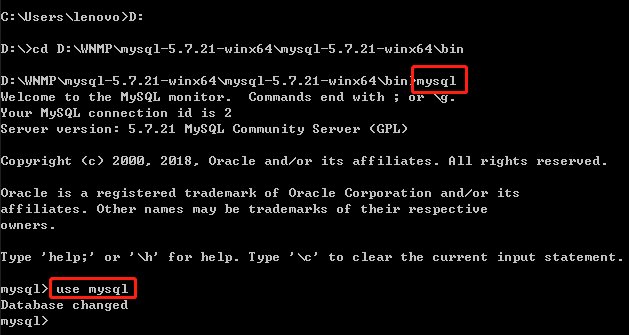 C:\Users\lenovo>D:
D:\>cd D:\WNMP\mysql-5.7.21-winx64\mysql-5.7.21-winx64\bin
D:\WNMP\mysql-5.7.21-winx64\mysql-5.7.21-winx64\bin>mysql
Welcome to the MySQL monitor.  Commands end with ; or \g.
Your MySQL connection id is 2
Server version: 5.7.21 MySQL Community Server (GPL)
Copyright (c) 2000, 2018, Oracle and/or its affiliates. All rights reserved.
Oracle is a registered trademark of Oracle Corporation and/or its
affiliates. Other names may be trademarks of their respective
owners.
Type 'help;' or '\h' for help. Type '\c' to clear the current input statement.
mysql> use mysql
Database changed
mysql>